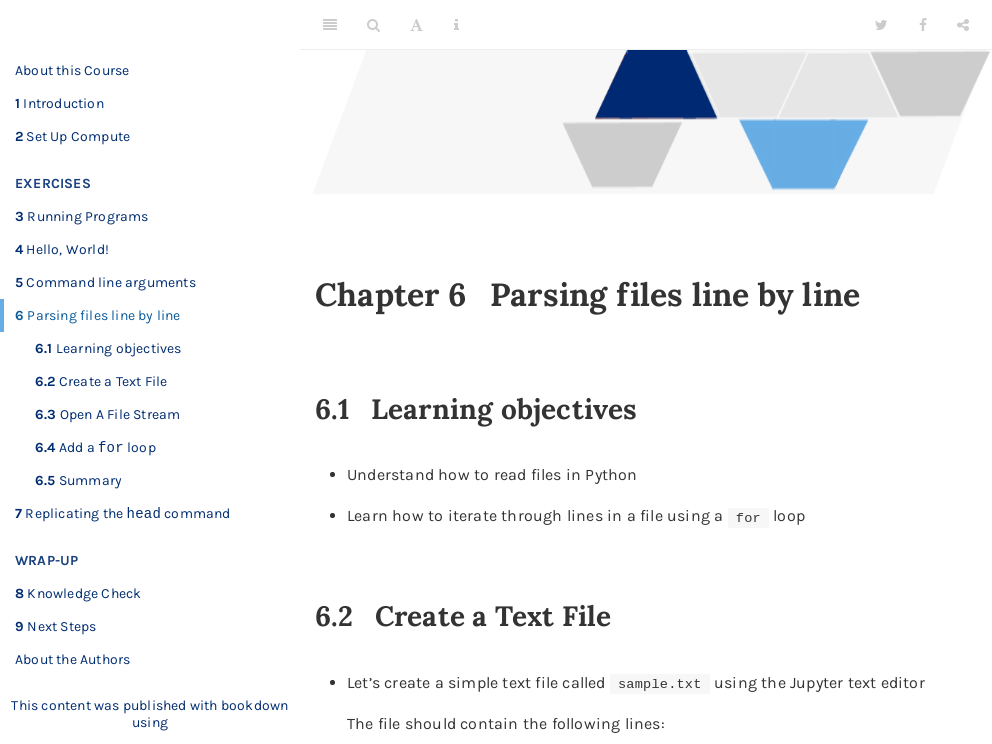 About this Course
1 Introduction
2 Set Up Compute
EXERCISES
3 Running Programs
4 Hello, World!
5 Command line arguments
6 Parsing files line by line
6.1 Learning objectives
6.2 Create a Text File
6.3 Open A File Stream
6.4 Add a for loop
6.5 Summary
7 Replicating the head command
WRAP-UP
8 Knowledge Check
9 Next Steps
About the Authors
This content was published with bookdown
using
Chapter 6 Parsing files line by line
6.1 Learning objectives
• Understand how to read files in Python
• Learn how to iterate through lines in a file using a for loop
6.2 Create a Text File
• Let’s create a simple text file called sample.txt using the Jupyter text editor
The file should contain the following lines: